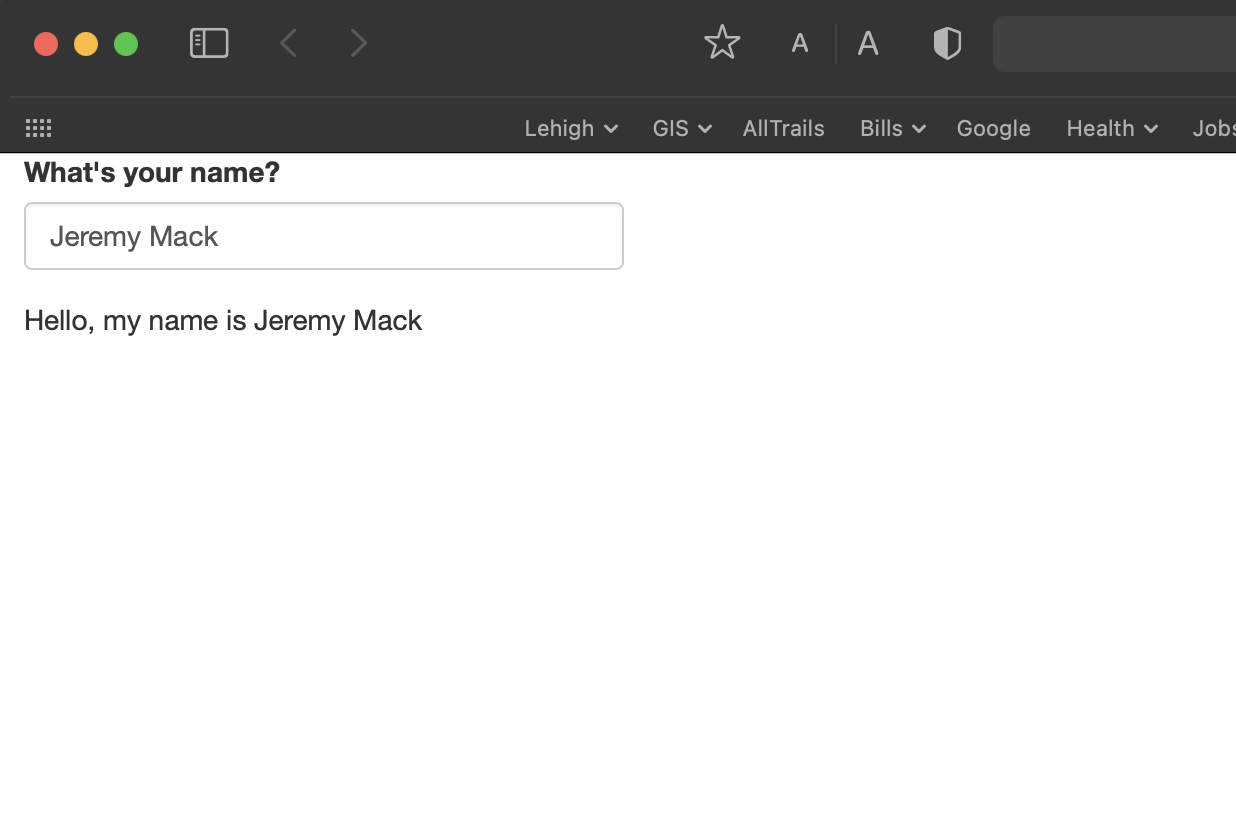 A A
Lehigh GIS AllTrails Bills Google Health Jobs
What's your name?
Jeremy Mack
Hello, my name is Jeremy Mack